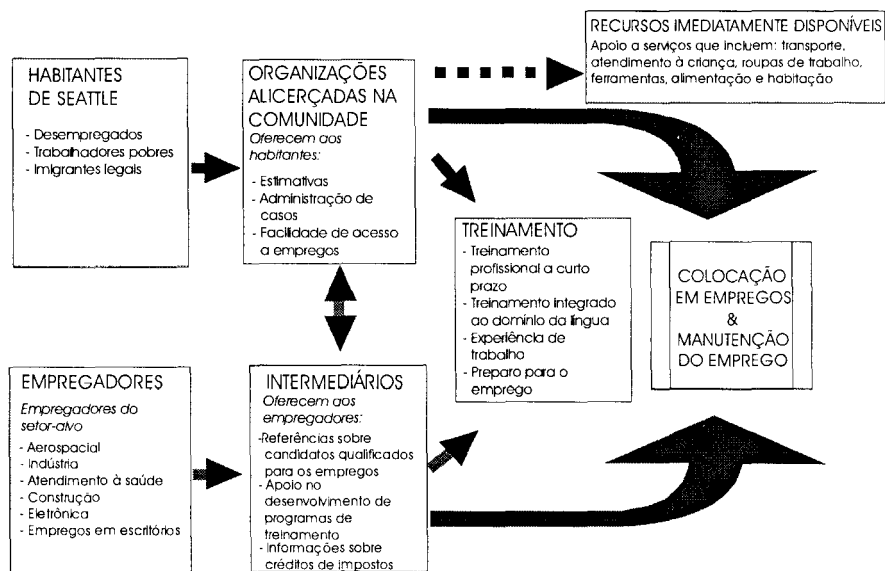 HABITANTES
DE SEATTLE
- Desempregados
- Trabalhadores pobres
- Imigrantes legais
ORGANIZAÇÕES
ALICERÇADAS NA
COMUNIDADE
Oferecem aos
habitantes:
- Estimativas
- Administração de
casos
- Facilidade de acesso
a empregos
RECURSOS IMEDIATAMENTE DISPONÍVEIS
Apoio a serviços que incluem: transporte,
atendimento à criança, roupas de trabalho,
ferramentas, alimentação e habitação
TREINAMENTO
- Treinamento
profissional a curto
prazo
- Treinamento integrado
ao domínio da língua
- Experiência de
trabalho
- Preparo para o
emprego
COLOCAÇÃO
EM EMPREGOS
&
MANUTENÇÃO
DO EMPREGO
EMPREGADORES
Empregadores do
setor-alvo
- Aerospacial
- Indústria
- Atendimento à saúde
- Construção
- Eletrônica
- Empregos em escritórios
INTERMEDIÁRIOS
Oferecem aos
empregadores:
-Referências sobre
candidatos qualificados
para os empregos
- Apoio no
desenvolvimento de
programas de
treinamento
- Informações sobre
créditos de impostos